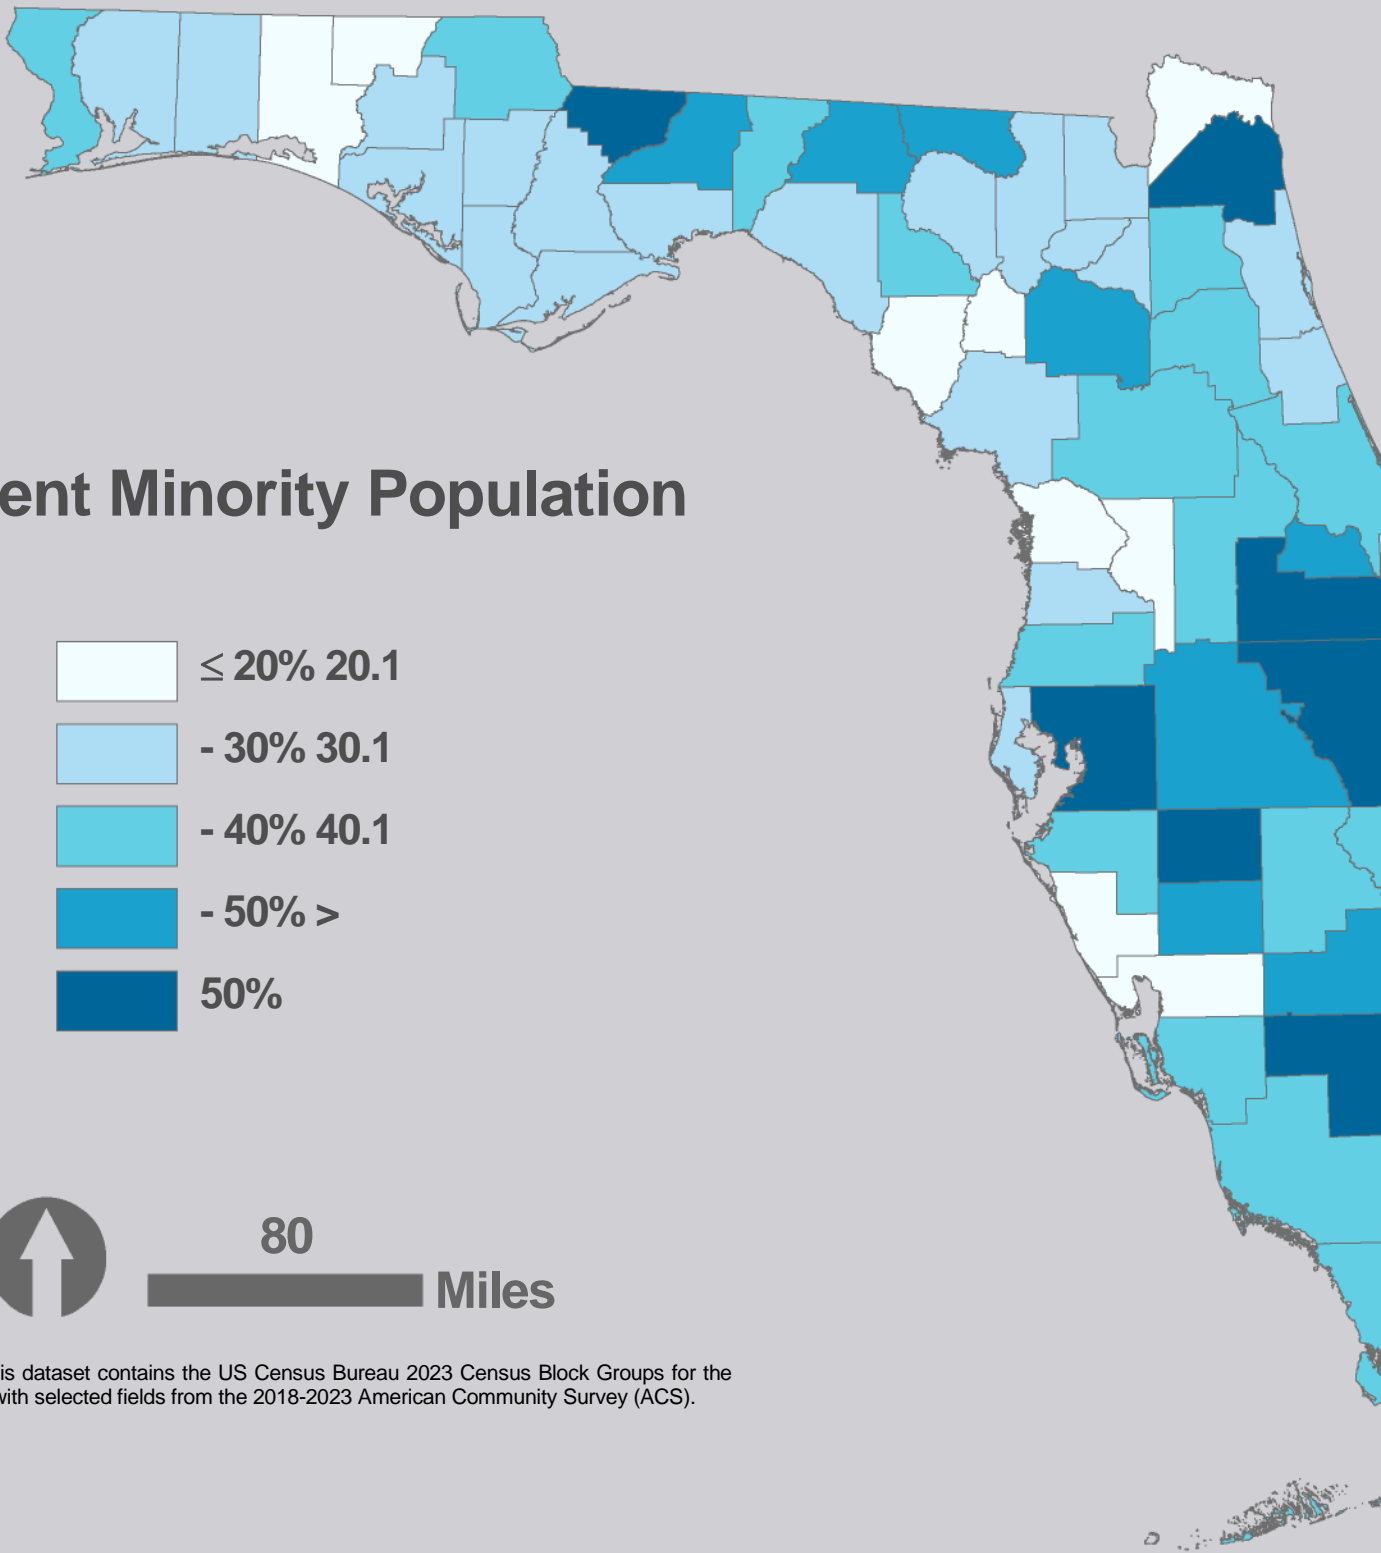 ent Minority Population
≤ 20% 20.1
- 30% 30.1
- 40% 40.1
- 50% >
50%
80
Miles
is dataset contains the US Census Bureau 2023 Census Block Groups for the
with selected fields from the 2018-2023 American Community Survey (ACS).